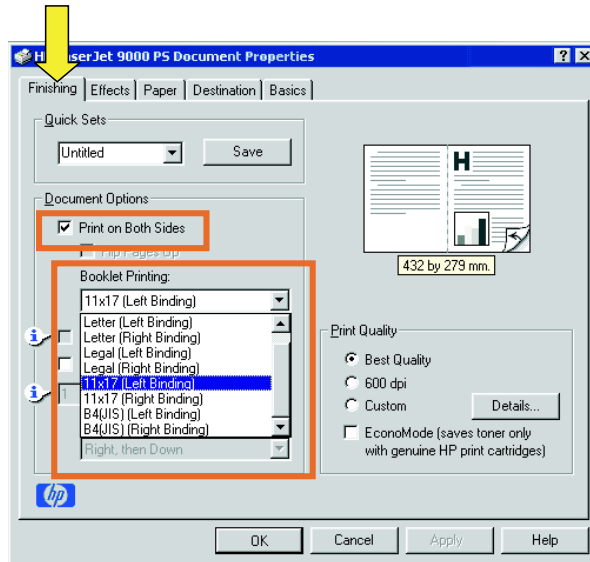 HP LaserJet 9000 PS Document Properties
Finishing Effects Paper Destination Basics
Quick Sets
Untitled Save
Document Options
Print on Both Sides
Flip Pages Up
Booklet Printing:
11x17 (Left Binding)
Letter (Left Binding)
Letter (Right Binding)
Legal (Left Binding)
Legal (Right Binding)
11x17 (Left Binding)
11x17 (Right Binding)
B4(JIS) (Left Binding)
B4(JIS) (Right Binding)
1
Right, then Down
H
432 by 279 mm.
Print Quality
Best Quality
600 dpi
Custom Details...
EconoMode (saves toner only
with genuine HP print cartridges)
hp
OK Cancel Apply Help